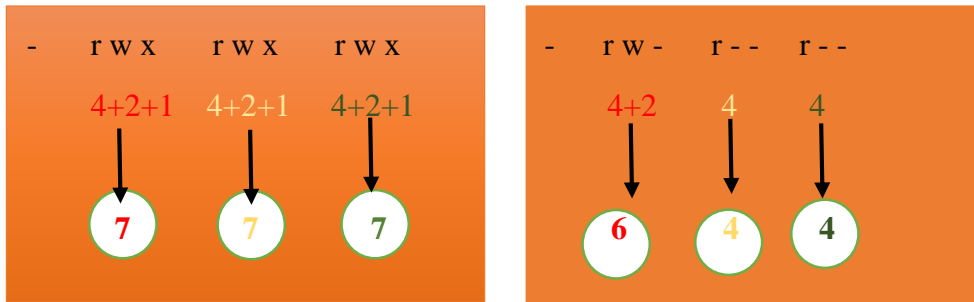 - r w x r w x r w x
4+2+1 4+2+1 4+2+1
7 7 7
- r w - r - - r - -
4+2 4 4
6 4 4